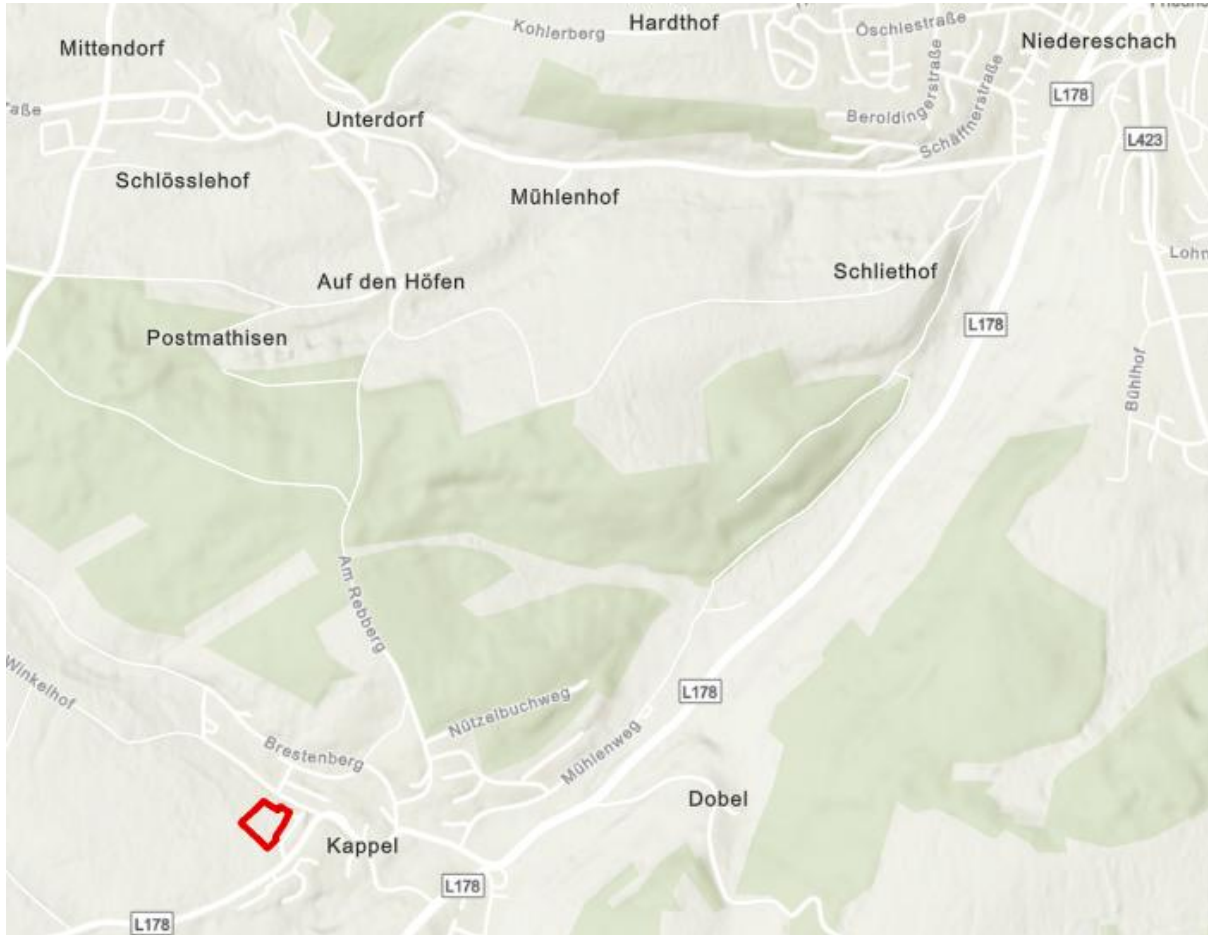 Hardthof
Öschlestraße
Kohlerberg
Niedereschach
Mittendorf
L178
Beroldingerstraße
Schäffnerstraße
Unterdorf
L423
Schlösslehof
Mühlenhof
Lohn
Schliethof
Auf den Höfen
L178
Postmathisen
Bühlhof
Am Rebberg
Winkelhof
L178
Nützelbuchweg
Brestenberg
Mühlenweg
Dobel
Kappel
L178
L178